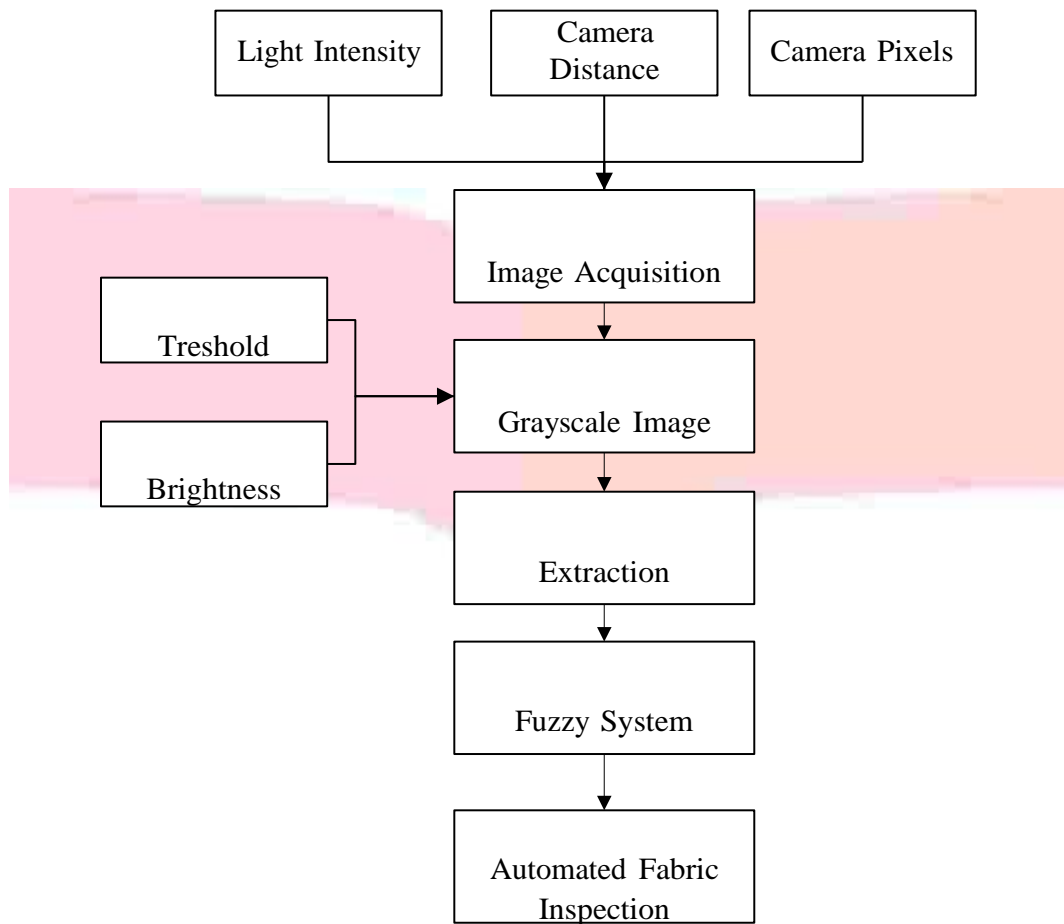 Light Intensity
Camera
Distance
Camera Pixels
Image Acquisition
Treshold
Grayscale Image
Brightness
Extraction
Fuzzy System
Automated Fabric
Inspection